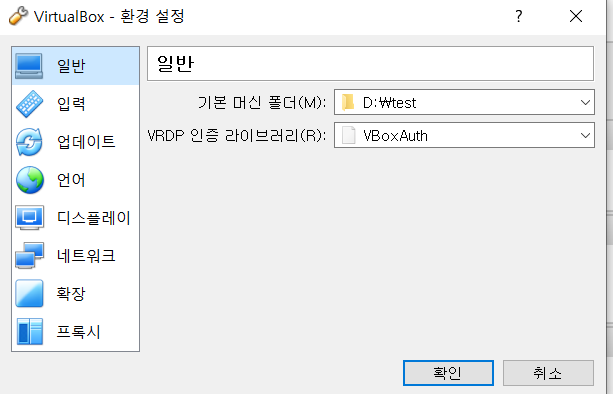 VirtualBox - 환경 설정
일반
입력
업데이트
언어
디스플레이
네트워크
확장
프록시
일반
기본 머신 폴더(M): D:₩test
VRDP 인증 라이브러리(R): VBoxAuth
확인 취소